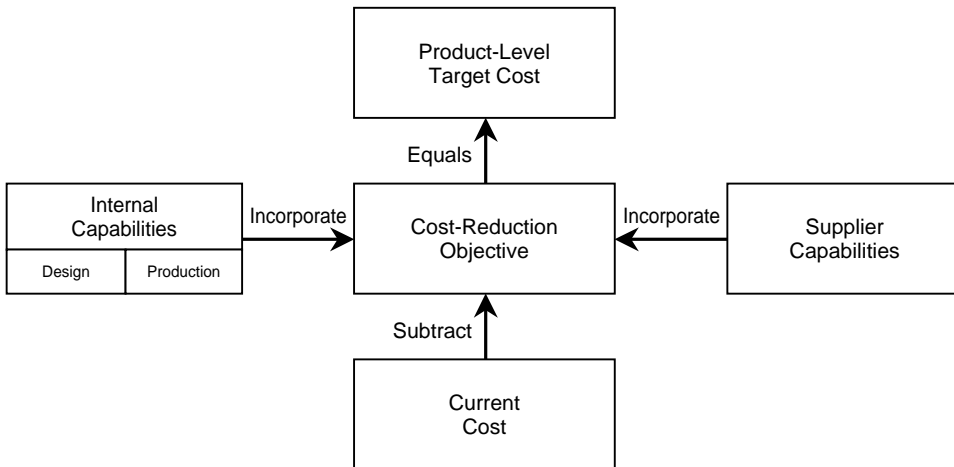 Product-Level
Target Cost
Equals
Internal
Capabilities
Design
Production
Incorporate
Cost-Reduction
Objective
Incorporate
Supplier
Capabilities
Subtract
Current
Cost